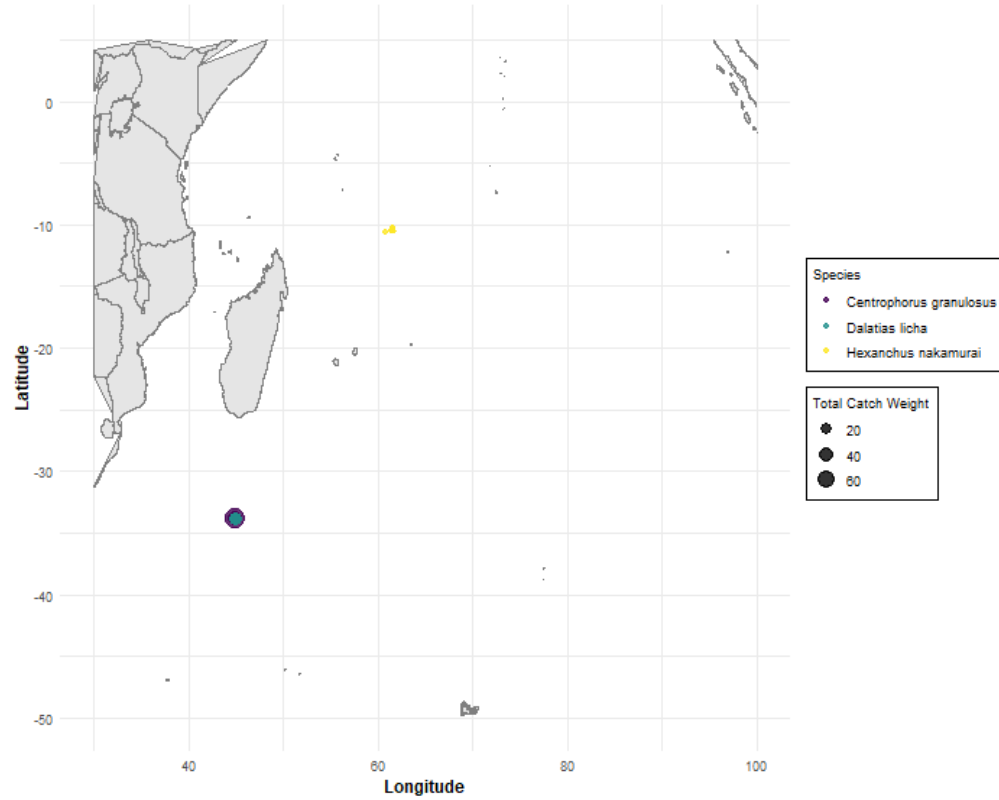 0
-10
-20
-30
-40
-50
Latitude
40
60
80
100
Longitude
Species
Centrophorus granulosus
Dalatias licha
Hexanchus nakamurai
Total Catch Weight
20
40
60